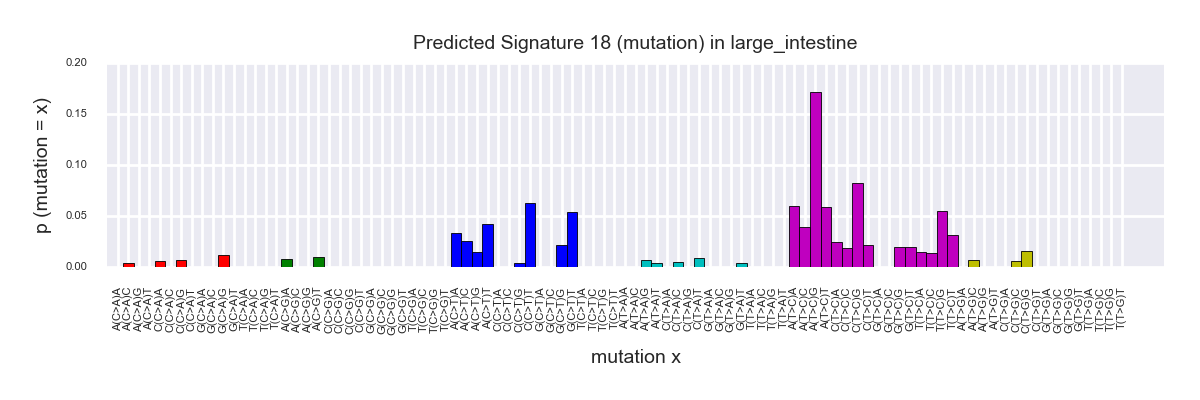 Predicted Signature 18 (mutation) in large_intestine
0.20
0.15
0.10
0.05
0.00
p (mutation = x)
A(C>A)A
A(C>A)C
A(C>A)G
A(C>A)T
C(C>A)A
C(C>A)C
C(C>A)G
C(C>A)T
G(C>A)A
G(C>A)C
G(C>A)G
G(C>A)T
T(C>A)A
T(C>A)C
T(C>A)G
T(C>A)T
A(C>G)A
A(C>G)C
A(C>G)G
A(C>G)T
C(C>G)A
C(C>G)C
C(C>G)G
C(C>G)T
G(C>G)A
G(C>G)C
G(C>G)G
G(C>G)T
T(C>G)A
T(C>G)C
T(C>G)G
T(C>G)T
A(C>T)A
A(C>T)C
A(C>T)G
A(C>T)T
C(C>T)A
C(C>T)C
C(C>T)G
C(C>T)T
G(C>T)A
G(C>T)C
G(C>T)G
G(C>T)T
T(C>T)A
T(C>T)C
T(C>T)G
T(C>T)T
A(T>A)A
A(T>A)C
A(T>A)G
A(T>A)T
C(T>A)A
C(T>A)C
C(T>A)G
C(T>A)T
G(T>A)A
G(T>A)C
G(T>A)G
G(T>A)T
T(T>A)A
T(T>A)C
T(T>A)G
T(T>A)T
A(T>C)A
A(T>C)C
A(T>C)G
A(T>C)T
C(T>C)A
C(T>C)C
C(T>C)G
C(T>C)T
G(T>C)A
G(T>C)C
G(T>C)G
G(T>C)T
T(T>C)A
T(T>C)C
T(T>C)G
T(T>C)T
A(T>G)A
A(T>G)C
A(T>G)G
A(T>G)T
C(T>G)A
C(T>G)C
C(T>G)G
C(T>G)T
G(T>G)A
G(T>G)C
G(T>G)G
G(T>G)T
T(T>G)A
T(T>G)C
T(T>G)G
T(T>G)T
mutation x